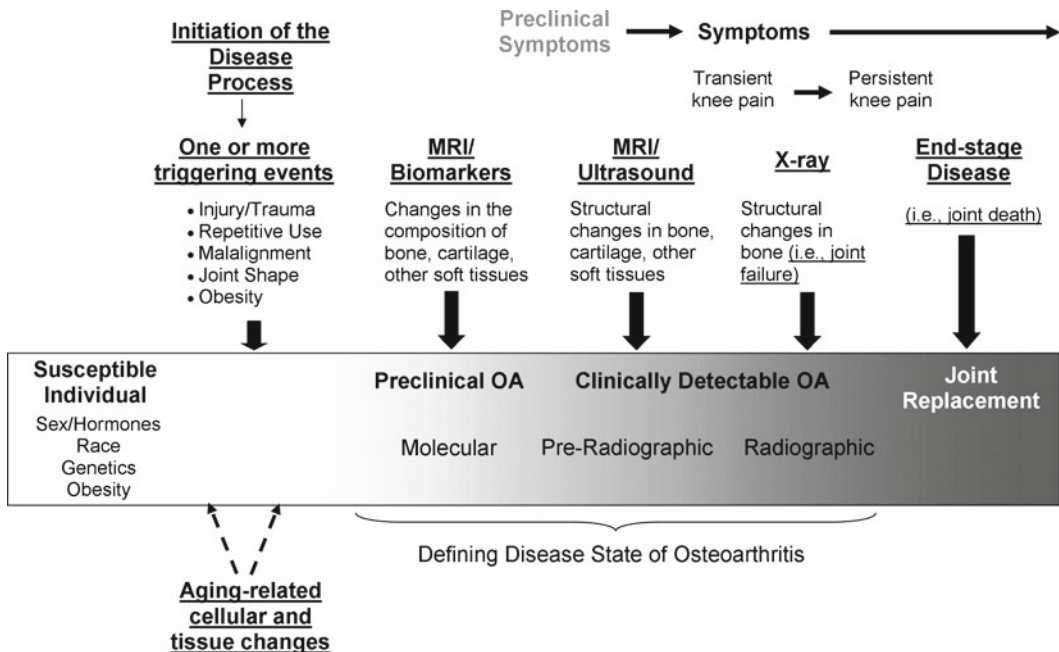 Initiation of the
Disease
Process
Preclinical
Symptoms
Symptoms
Transient
knee pain
Persistent
knee pain
One or more
triggering events
• Injury/Trauma
• Repetitive Use
• Malalignment
• Joint Shape
• Obesity
MRI/
Biomarkers
Changes in the
composition of
bone, cartilage,
other soft tissues
MRI/
Ultrasound
Structural
changes in bone,
cartilage, other
soft tissues
X-ray
Structural
changes in
bone (i.e., joint
failure)
End-stage
Disease
(i.e., joint death)
Susceptible
Individual
Sex/Hormones
Race
Genetics
Obesity
Preclinical OA
Clinically Detectable OA
Joint
Replacement
Molecular
Pre-Radiographic
Radiographic
Defining Disease State of Osteoarthritis
Aging-related
cellular and
tissue changes